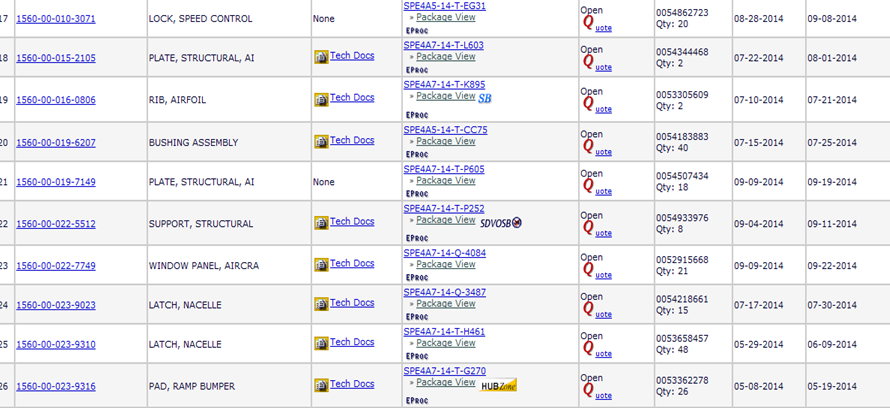 17 1560-00-010-3071 LOCK, SPEED CONTROL None SPE4A5-14-T-EG31 » Package View EProc Open Quote 0054862723 Qty: 20 08-28-2014 09-08-2014
18 1560-00-015-2105 PLATE, STRUCTURAL, AI Tech Docs SPE4A7-14-T-L603 » Package View EProc Open Quote 0054344468 Qty: 2 07-22-2014 08-01-2014
19 1560-00-016-0806 RIB, AIRFOIL Tech Docs SPE4A7-14-T-K895 » Package View SB EProc Open Quote 0053305609 Qty: 2 07-10-2014 07-21-2014
20 1560-00-019-6207 BUSHING ASSEMBLY Tech Docs SPE4A5-14-T-CC75 » Package View EProc Open Quote 0054183883 Qty: 40 07-15-2014 07-25-2014
21 1560-00-019-7149 PLATE, STRUCTURAL, AI None SPE4A7-14-T-P605 » Package View EProc Open Quote 0054507434 Qty: 18 09-09-2014 09-19-2014
22 1560-00-022-5512 SUPPORT, STRUCTURAL Tech Docs SPE4A7-14-T-P252 » Package View SDVOSB EProc Open Quote 0054933976 Qty: 8 09-04-2014 09-11-2014
23 1560-00-022-7749 WINDOW PANEL, AIRCRA Tech Docs SPE4A7-14-Q-4084 » Package View EProc Open Quote 0052915668 Qty: 21 09-09-2014 09-22-2014
24 1560-00-023-9023 LATCH, NACELLE Tech Docs SPE4A7-14-Q-3487 » Package View EProc Open Quote 0054218661 Qty: 15 07-17-2014 07-30-2014
25 1560-00-023-9310 LATCH, NACELLE Tech Docs SPE4A7-14-T-H461 » Package View EProc Open Quote 0053658457 Qty: 48 05-29-2014 06-09-2014
26 1560-00-023-9316 PAD, RAMP BUMPER Tech Docs SPE4A7-14-T-G270 » Package View HUBZone EProc Open Quote 0053362278 Qty: 26 05-08-2014 05-19-2014